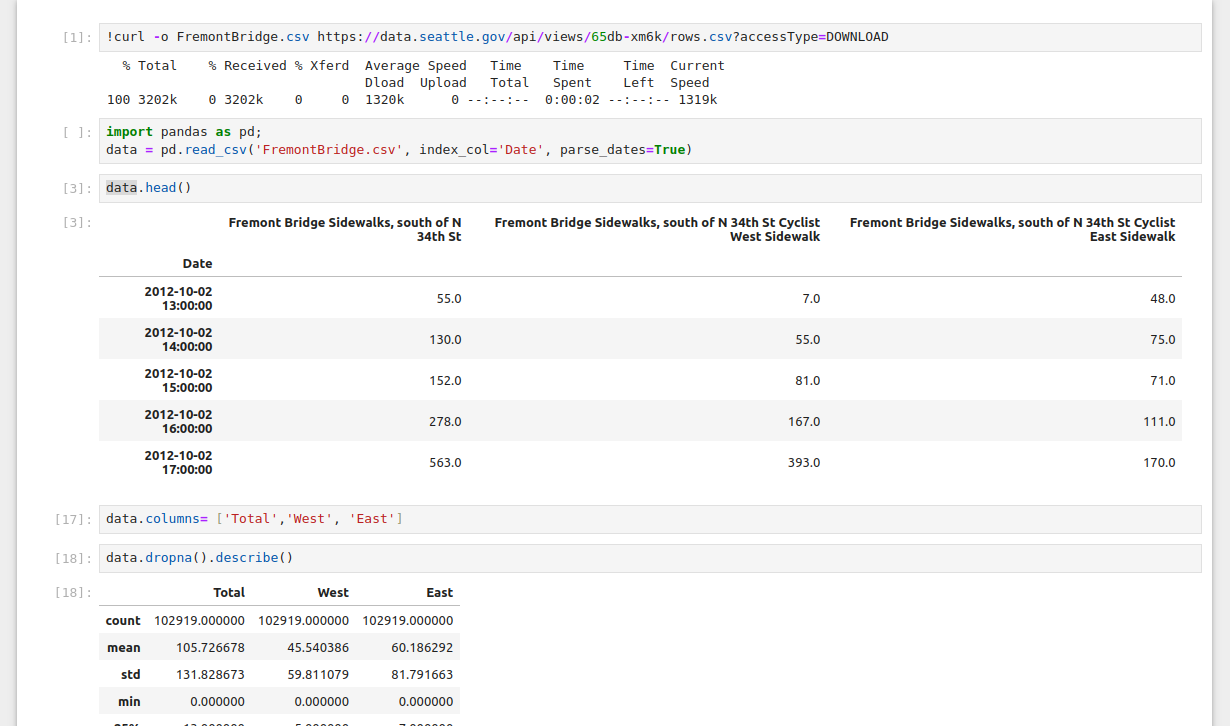 [1]: !curl -o FremontBridge.csv https://data.seattle.gov/api/views/65db-xm6k/rows.csv?accessType=DOWNLOAD
% Total % Received % Xferd Average Speed Time Time Time Current
Dload Upload Total Spent Left Speed
100 3202k 0 3202k 0 0 1320k 0 --:--:-- 0:00:02 --:--:-- 1319k
[ ]: import pandas as pd;
data = pd.read_csv('FremontBridge.csv', index_col='Date', parse_dates=True)
[3]: data.head()
[3]: Fremont Bridge Sidewalks, south of N Fremont Bridge Sidewalks, south of N 34th St Cyclist Fremont Bridge Sidewalks, south of N 34th St Cyclist
34th St West Sidewalk East Sidewalk
Date
2012-10-02
13:00:00 55.0 7.0 48.0
2012-10-02
14:00:00 130.0 55.0 75.0
2012-10-02
15:00:00 152.0 81.0 71.0
2012-10-02
16:00:00 278.0 167.0 111.0
2012-10-02
17:00:00 563.0 393.0 170.0
[17]: data.columns= ['Total','West', 'East']
[18]: data.dropna().describe()
[18]: Total West East
count 102919.000000 102919.000000 102919.000000
mean 105.726678 45.540386 60.186292
std 131.828673 59.811079 81.791663
min 0.000000 0.000000 0.000000